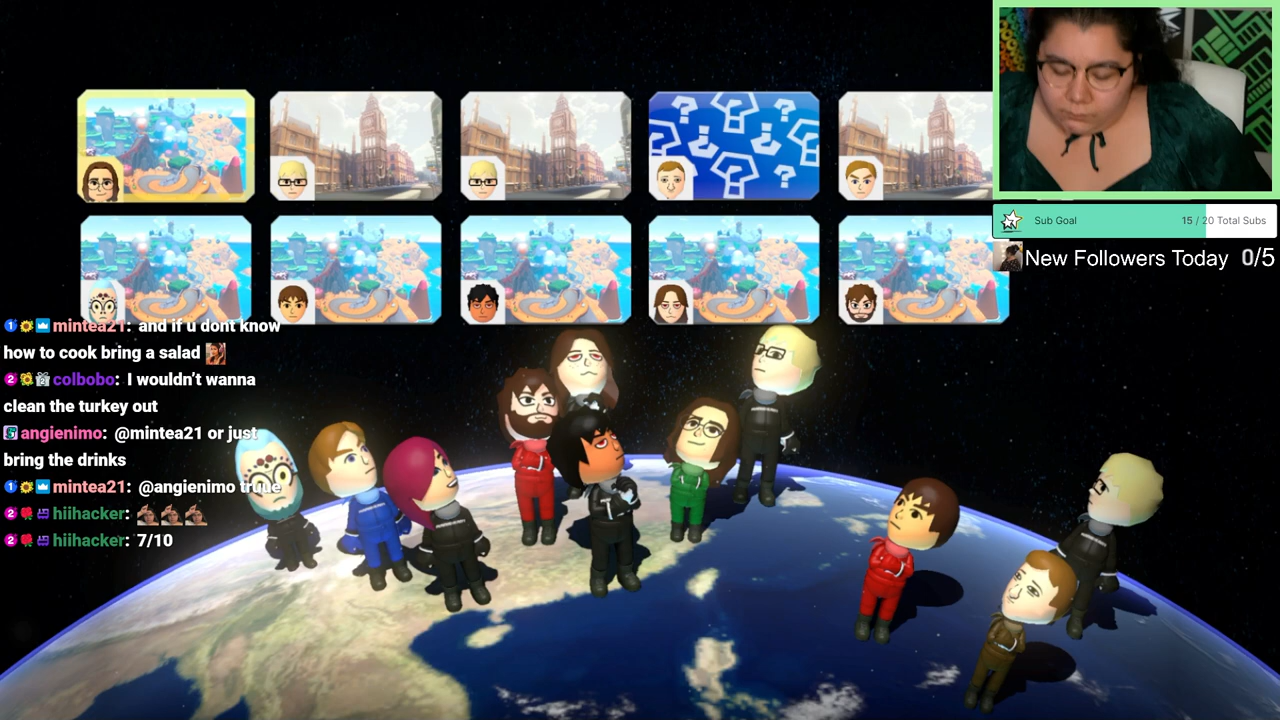 Sub Goal
15 / 20 Total Subs
New Followers Today 0/5
mintea21: and if u dont know
how to cook bring a salad
colbobo: I wouldn't wanna
clean the turkey out
angienimo: @mintea21 or just
bring the drinks
mintea21: @angienimo truue
hiihacker:
hiihacker: 7/10